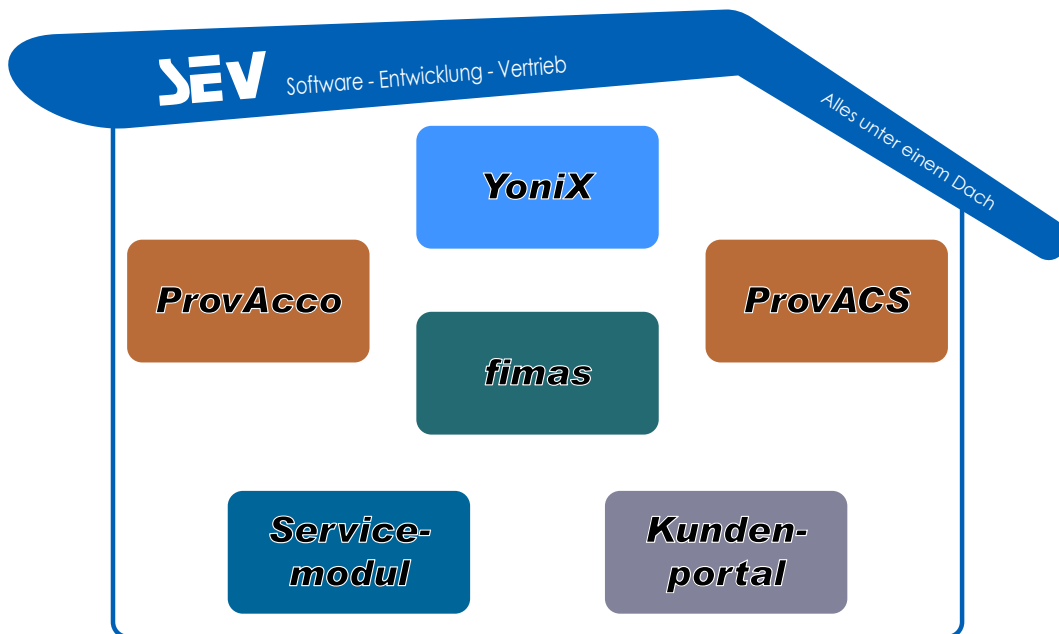 SEV Software - Entwicklung - Vertrieb
Alles unter einem Dach
YoniX
ProvAcco
ProvACS
fimas
Service-
modul
Kunden-
portal